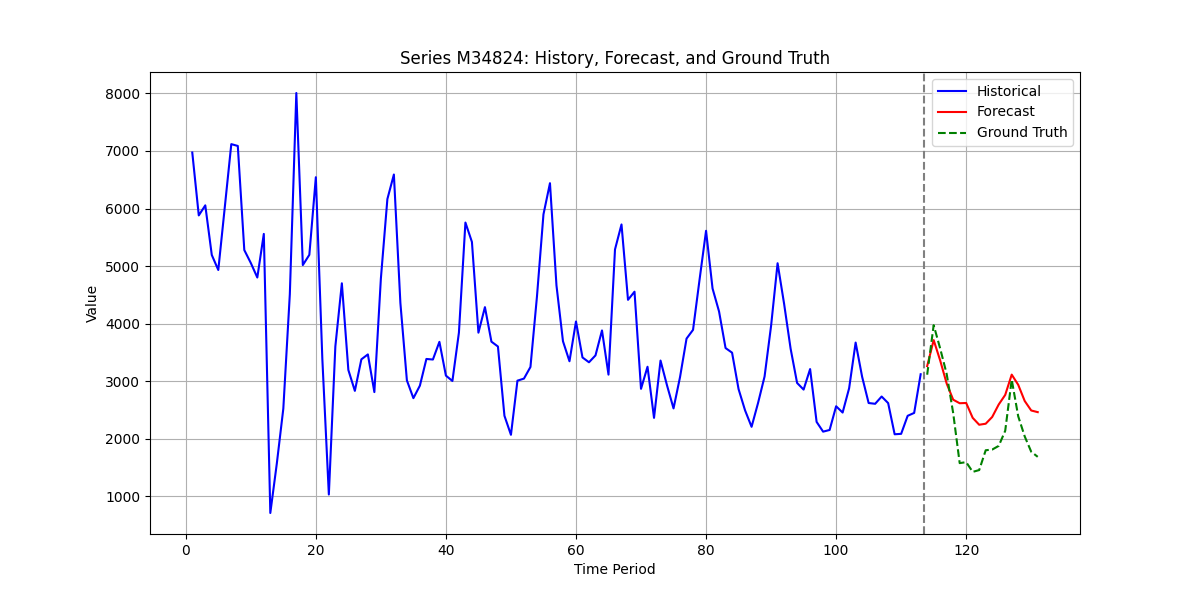 Series M34824: History, Forecast, and Ground Truth
Historical
Forecast
Ground Truth
8000
7000
6000
5000
4000
3000
2000
1000
Value
0 20 40 60 80 100 120
Time Period